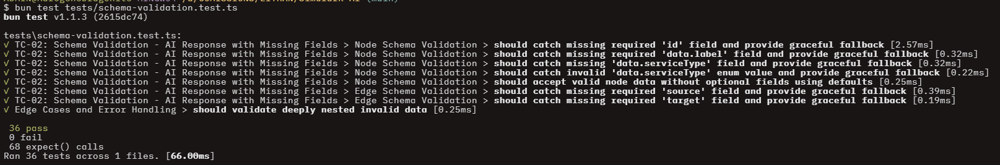 $ bun test tests/schema-validation.test.ts
bun test v1.1.3 (2615dc74)
tests\schema-validation.test.ts:
√ TC-02: Schema Validation - AI Response with Missing Fields > Node Schema Validation > should catch missing required 'id' field and provide graceful fallback [2.57ms]
√ TC-02: Schema Validation - AI Response with Missing Fields > Node Schema Validation > should catch missing required 'data.label' field and provide graceful fallback [0.32ms]
√ TC-02: Schema Validation - AI Response with Missing Fields > Node Schema Validation > should catch missing 'data.serviceType' field and provide graceful fallback [0.32ms]
√ TC-02: Schema Validation - AI Response with Missing Fields > Node Schema Validation > should catch invalid 'data.serviceType' enum value and provide graceful fallback [0.22ms]
√ TC-02: Schema Validation - AI Response with Missing Fields > Node Schema Validation > should accept valid node data without optional fields using defaults [0.25ms]
√ TC-02: Schema Validation - AI Response with Missing Fields > Edge Schema Validation > should catch missing required 'source' field and provide graceful fallback [0.39ms]
√ TC-02: Schema Validation - AI Response with Missing Fields > Edge Schema Validation > should catch missing required 'target' field and provide graceful fallback [0.19ms]
√ Edge Cases and Error Handling > should validate deeply nested invalid data [0.25ms]
36 pass
0 fail
68 expect() calls
Ran 36 tests across 1 files. [66.00ms]